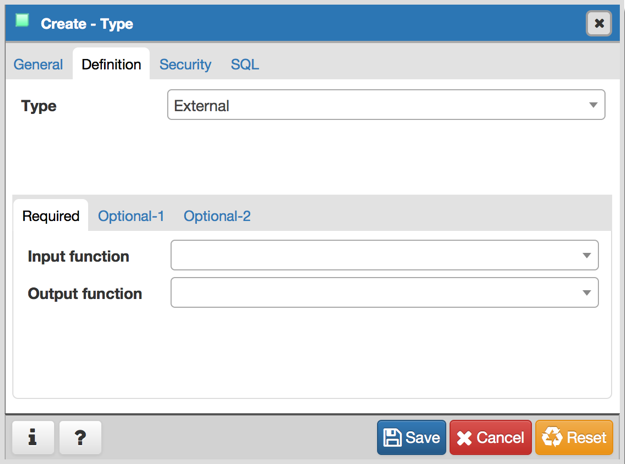 Create - Type
General Definition Security SQL
Type External
Required Optional-1 Optional-2
Input function
Output function
i ? Save Cancel Reset